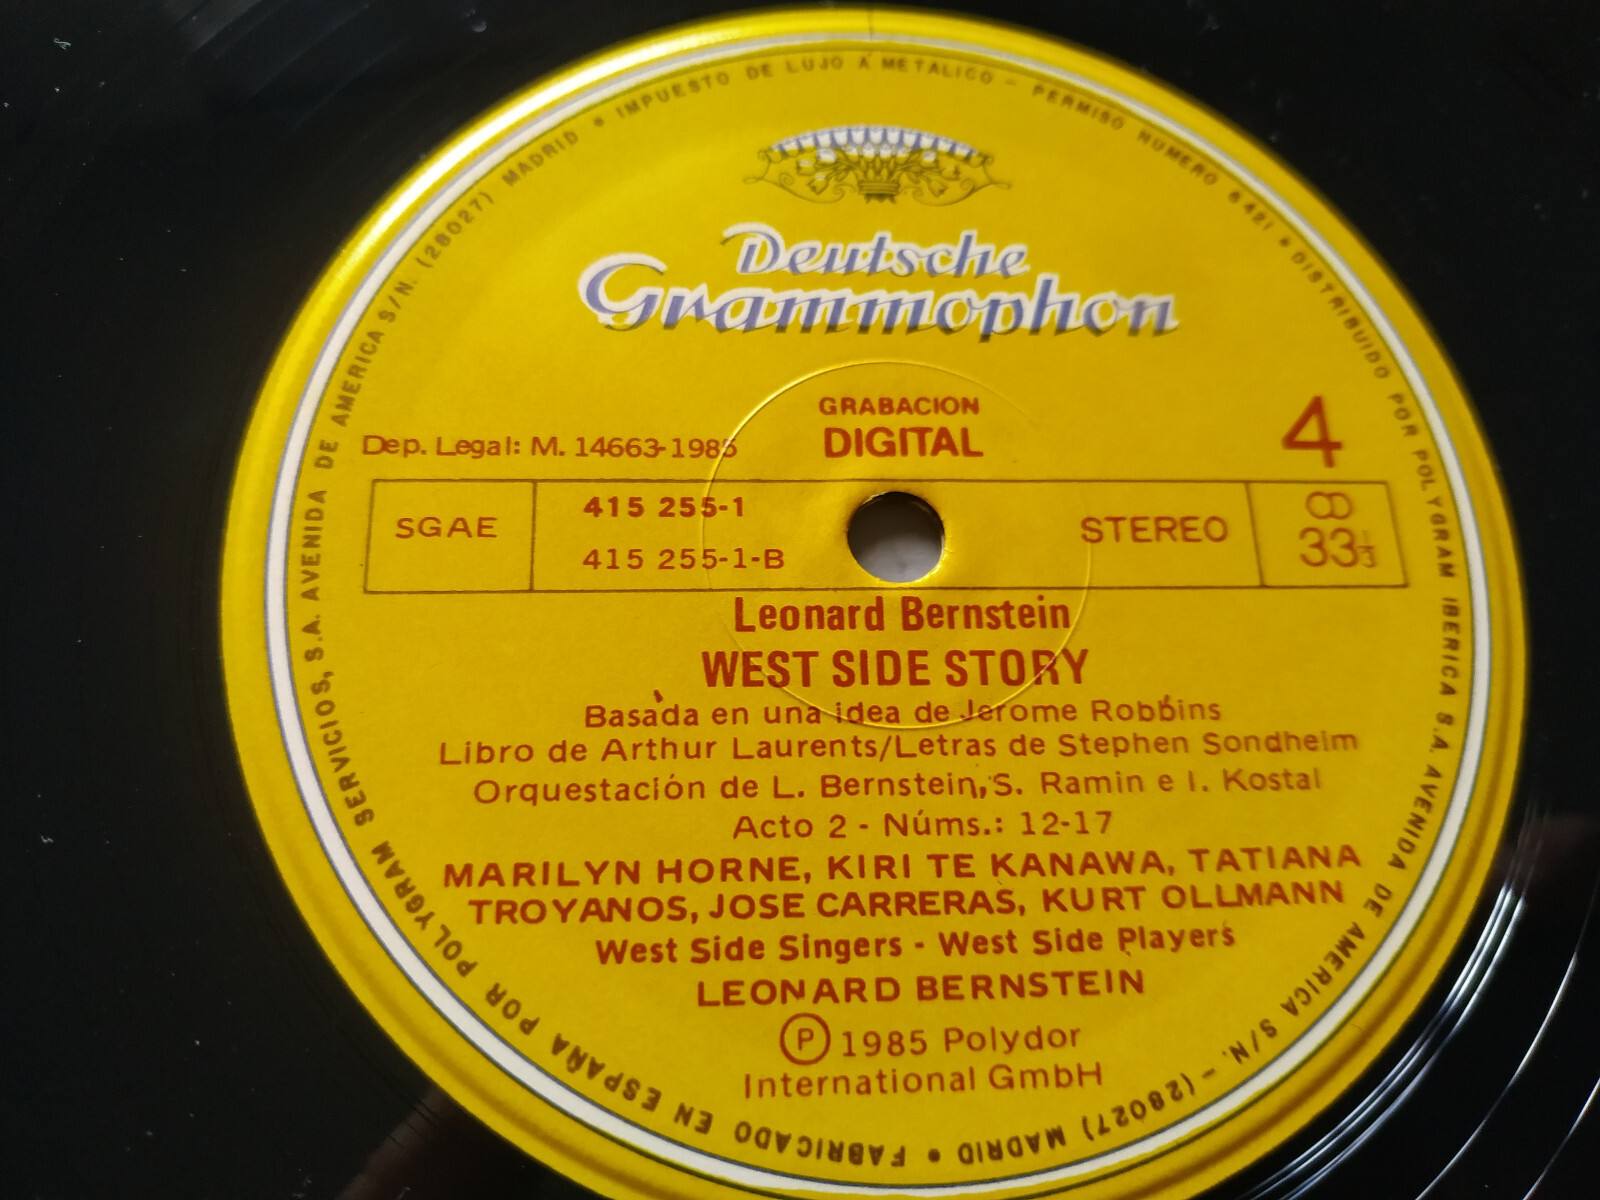 IMPUESTO DE LUJO A METALICO - PERMISO NUMERO 6421 • DISTRIBUIDO POR POLYGRAM IBERICA S.A. AVENIDA DE AMERICA S/N. - (28027) MADRID • FABRICADO EN ESPAÑA POR POLYGRAM SERVICIOS, S.A. AVENIDA DE AMERICA S/N. (28027) MADRID •
Deutsche
Grammophon
GRABACION
DIGITAL
4
Dep. Legal: M. 14663-1985
SGAE
415 255-1
415 255-1-B
STEREO
33 1/3
Leonard Bernstein
WEST SIDE STORY
Basada en una idea de Jerome Robbins
Libro de Arthur Laurents/Letras de Stephen Sondheim
Orquestación de L. Bernstein, S. Ramin e I. Kostal
Acto 2 - Núms.: 12-17
MARILYN HORNE, KIRI TE KANAWA, TATIANA
TROYANOS, JOSE CARRERAS, KURT OLLMANN
West Side Singers - West Side Players
LEONARD BERNSTEIN
Ⓟ 1985 Polydor
International GmbH